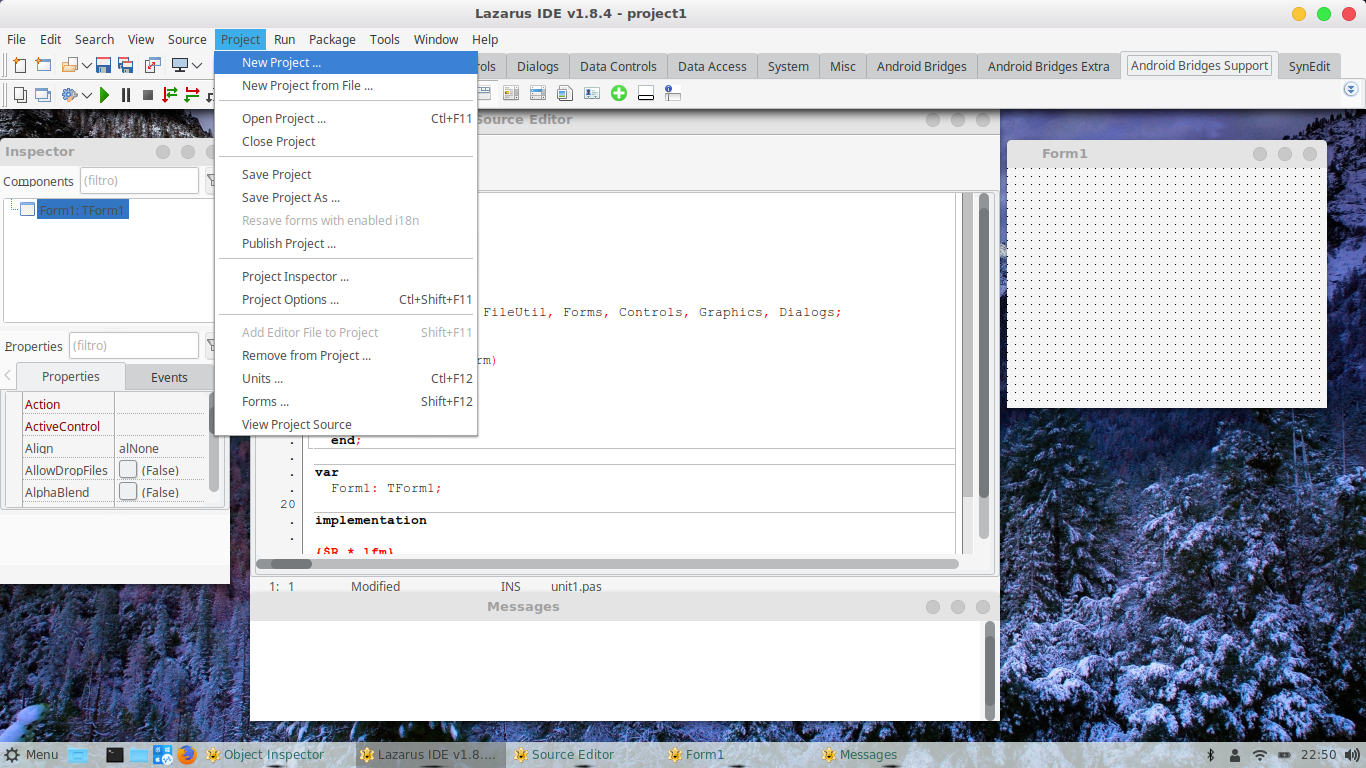 Lazarus IDE v1.8.4 - project1
File Edit Search View Source Project Run Package Tools Window Help
Dialogs Data Controls Data Access System Misc Android Bridges Android Bridges Extra Android Bridges Support SynEdit
New Project ...
New Project from File ...
Open Project ... Ctl+F11
Close Project
Save Project
Save Project As ...
Resave forms with enabled i18n
Publish Project ...
Project Inspector ...
Project Options ... Ctl+Shift+F11
Add Editor File to Project Shift+F11
Remove from Project ...
Units ... Ctl+F12
Forms ... Shift+F12
View Project Source
Inspector
Components (filtro)
Form1: TForm1
Properties (filtro)
Properties Events
Action
ActiveControl
Align alNone
AllowDropFiles (False)
AlphaBlend (False)
Source Editor
FileUtil, Forms, Controls, Graphics, Dialogs;
rm)
end;
var
Form1: TForm1;
20
implementation
{$R *.lfm}
1: 1 Modified INS unit1.pas
Messages
Form1
Menu Object Inspector Lazarus IDE v1.8.... Source Editor Form1 Messages 22:50